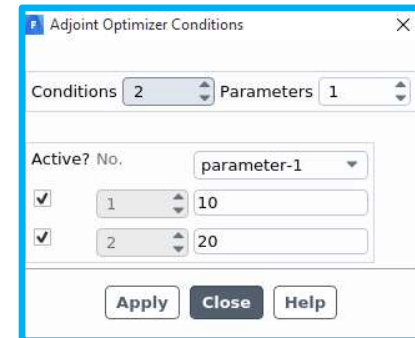 F Adjoint Optimizer Conditions
Conditions 2 Parameters 1
Active? No. parameter-1
1 10
2 20
Apply Close Help